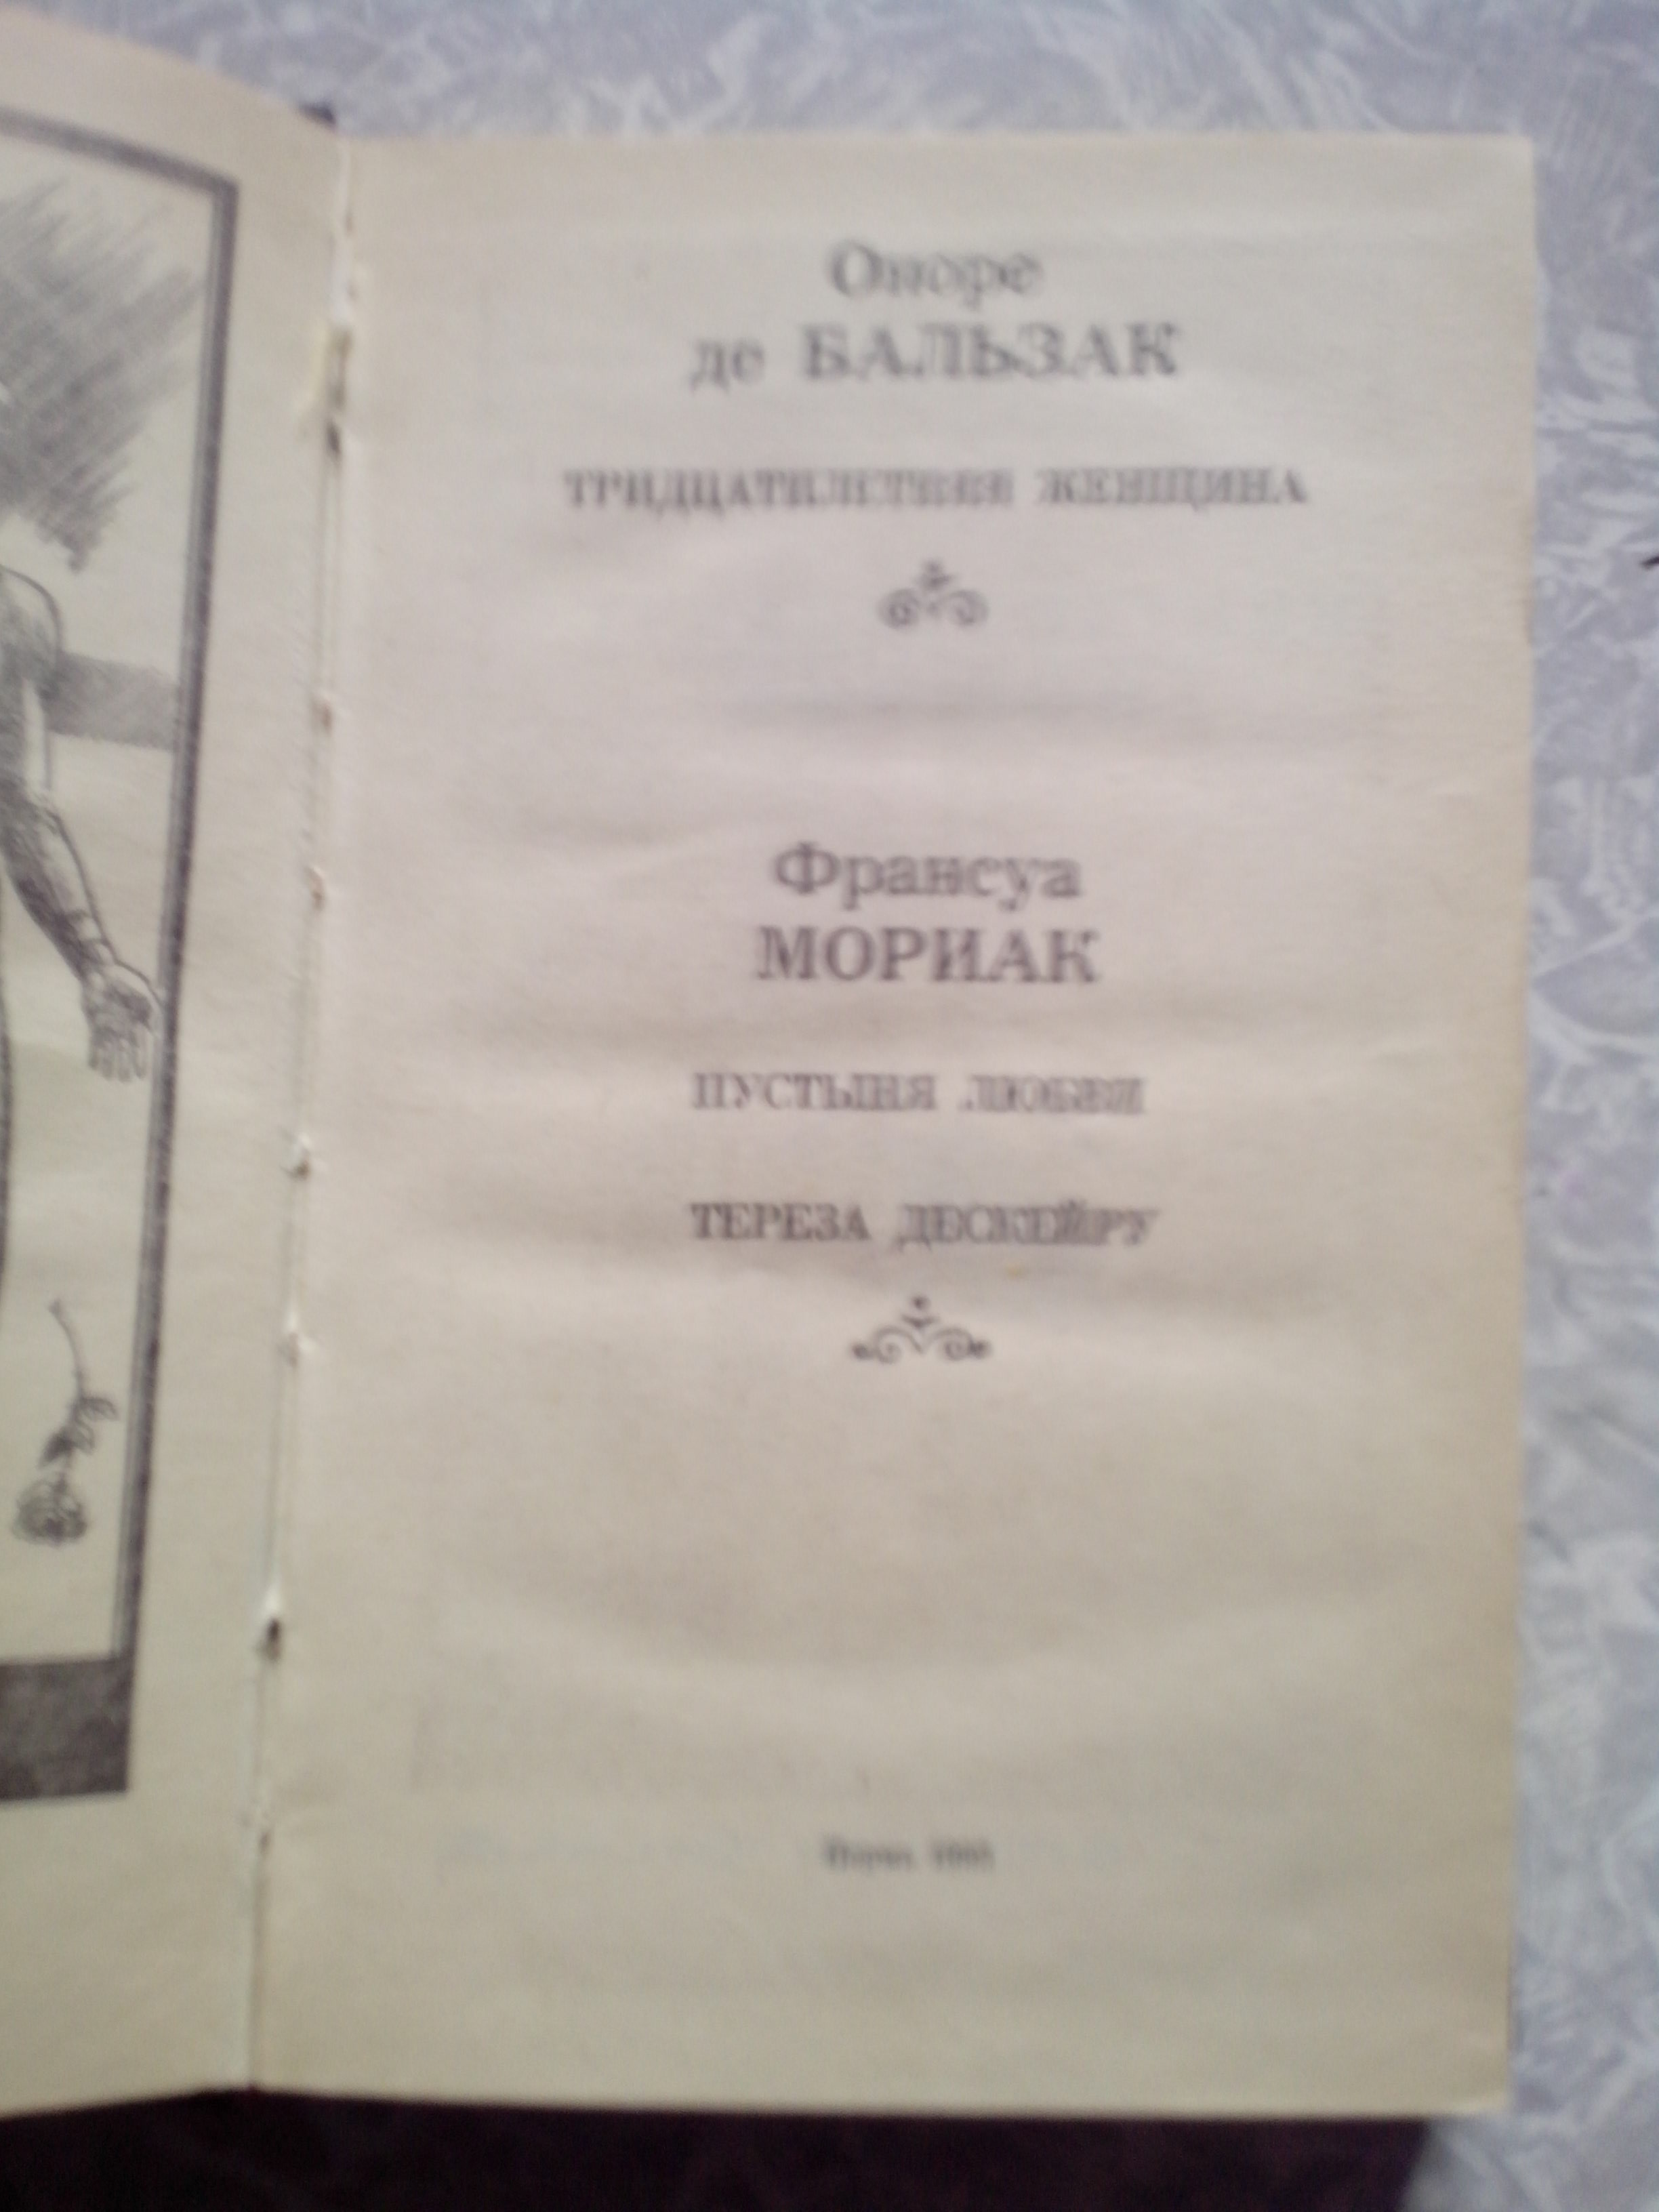 Оноре
де БАЛЬЗАК
ТРИДЦАТИЛЕТНЯЯ ЖЕНЩИНА
Франсуа
МОРИАК
ПУСТЫНЯ ЛЮБВИ
ТЕРЕЗА ДЕСКЕЙРУ